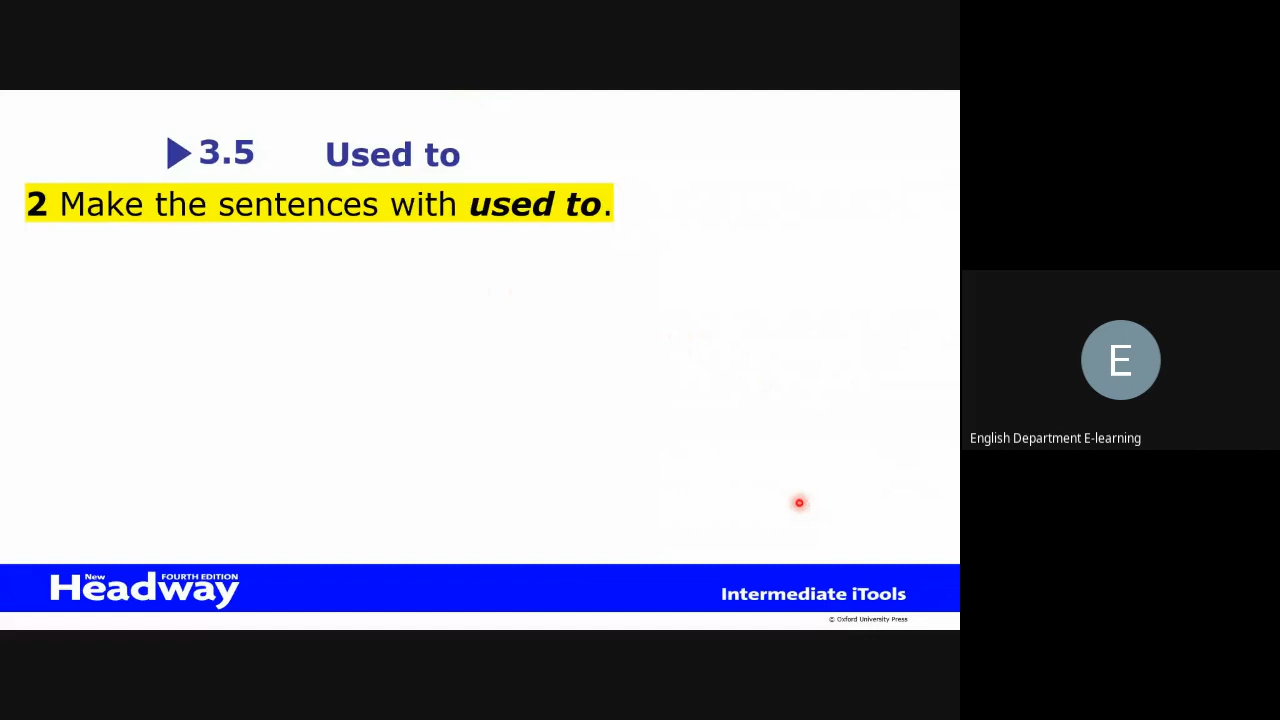 3.5 Used to
2 Make the sentences with used to.
E
English Department E-learning
New Headway FOURTH EDITION
Intermediate iTools
© Oxford University Press